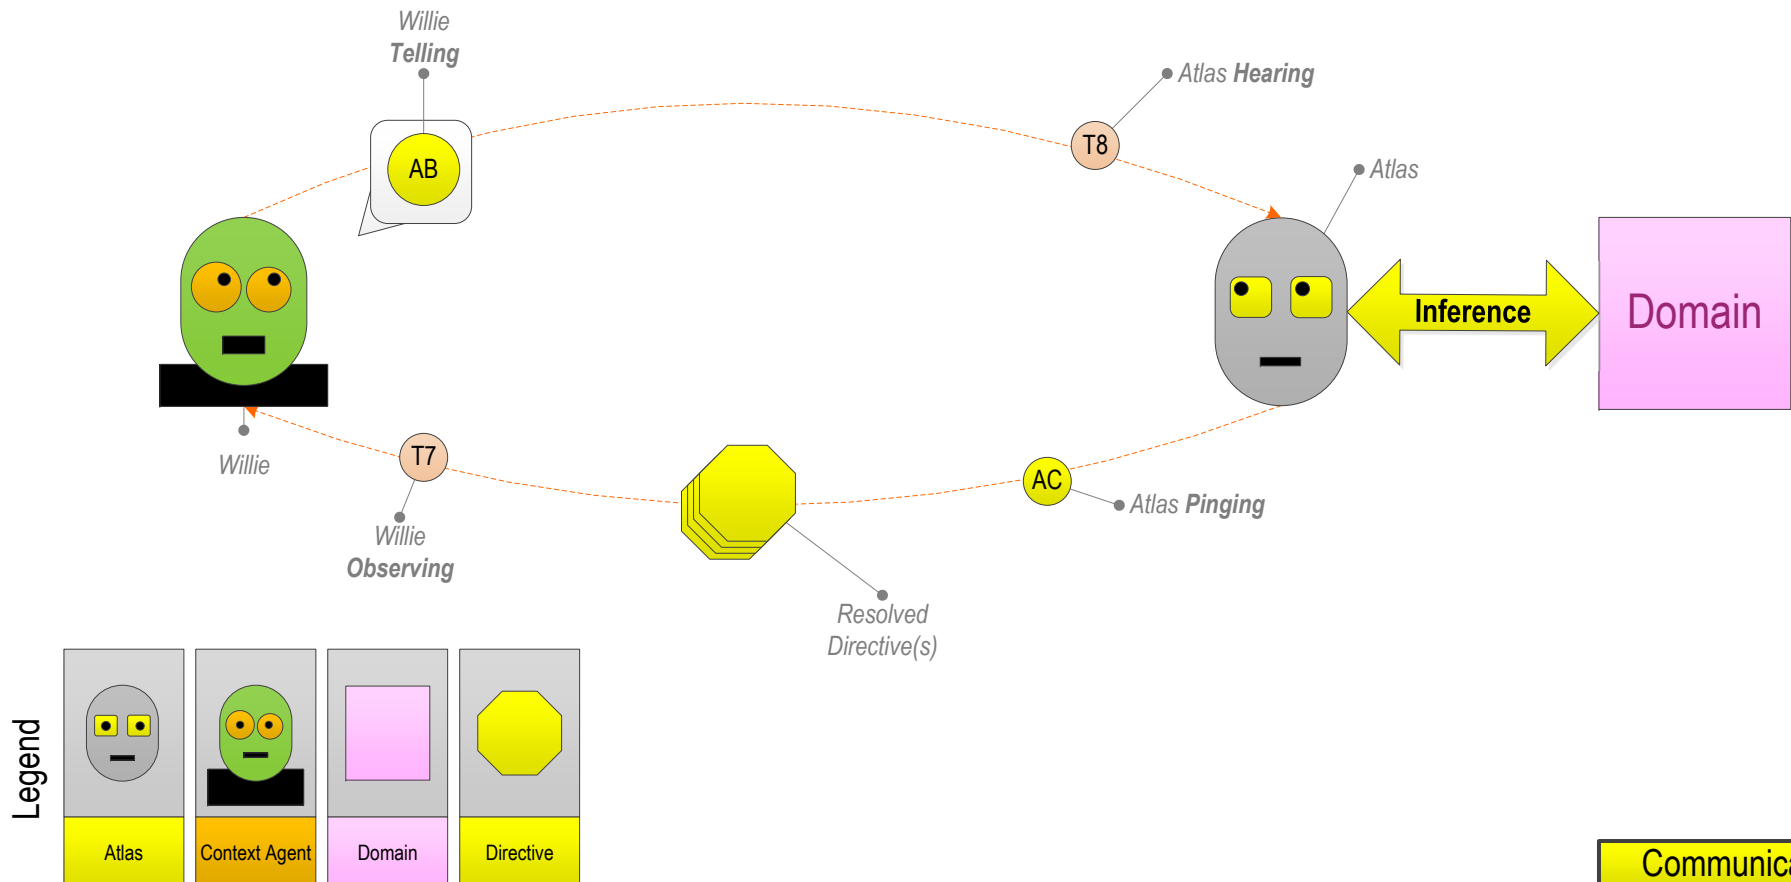 Willie
Telling
Atlas Hearing
T8
AB
Atlas
Inference
Domain
Willie
T7
AC
Atlas Pinging
Willie
Observing
Resolved
Directive(s)
Legend
Atlas
Context Agent
Domain
Directive
Communica